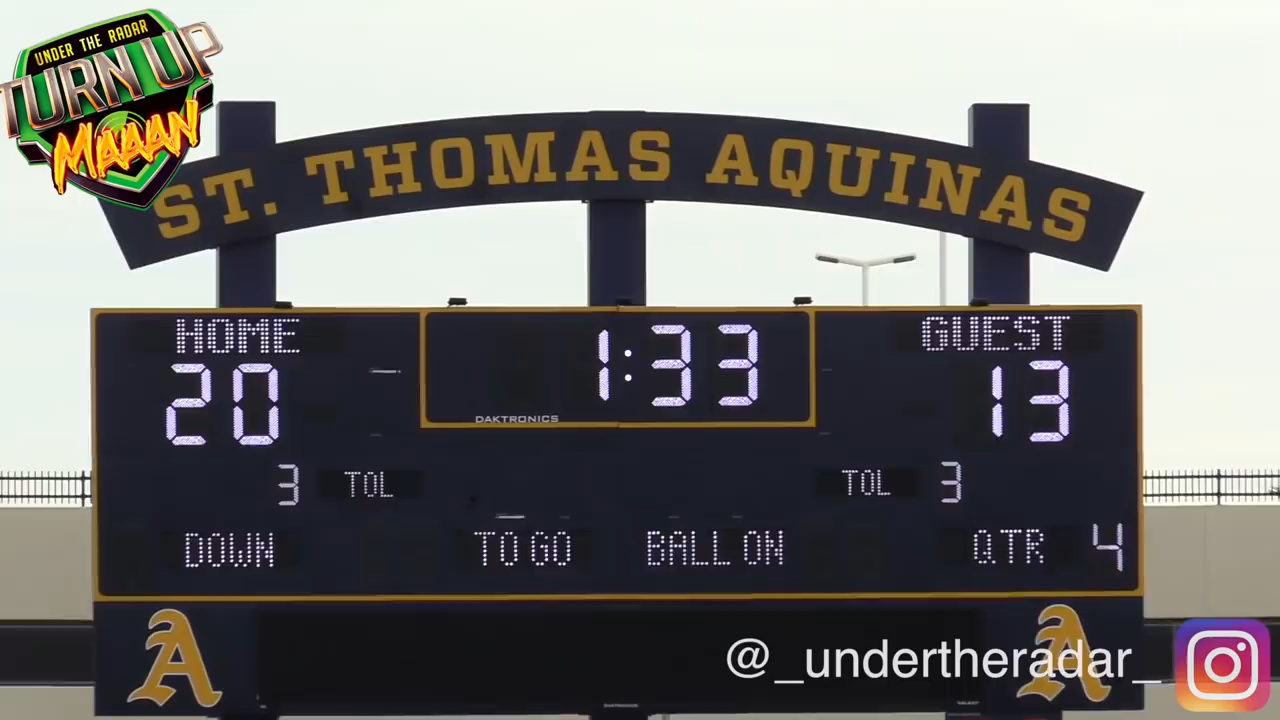 UNDER THE RADAR
TURN UP
MAAAN
ST. THOMAS AQUINAS
HOME
1:33
GUEST
20
13
DAKTRONICS
3 TOL
TOL 3
DOWN
TO GO
BALL ON
QTR 4
A
A
@_undertheradar_